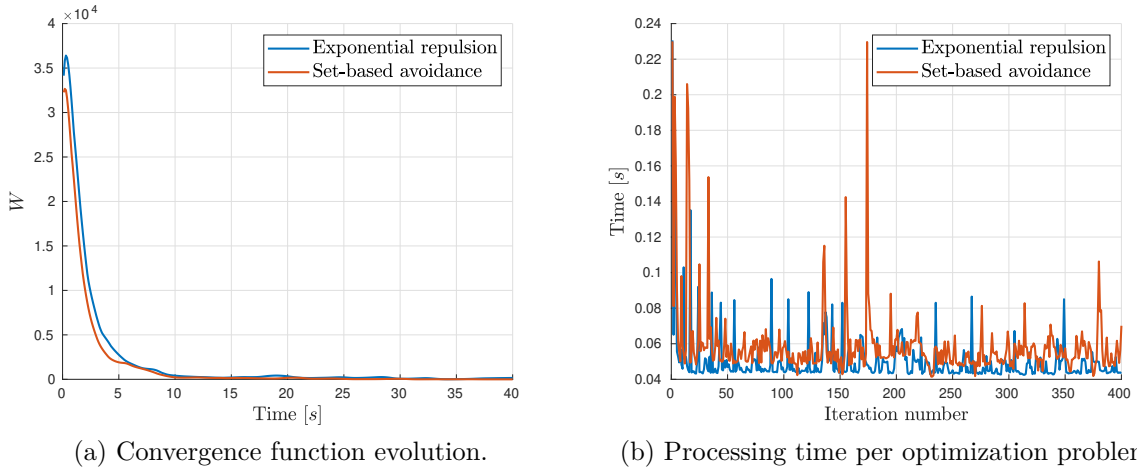 ×10⁴
4
3.5
3
2.5
2
1.5
1
0.5
0
W
0 5 10 15 20 25 30 35 40
Time [s]
Exponential repulsion
Set-based avoidance
(a) Convergence function evolution.
0.24
0.22
0.2
0.18
0.16
0.14
0.12
0.1
0.08
0.06
0.04
Time [s]
0 50 100 150 200 250 300 350 400
Iteration number
Exponential repulsion
Set-based avoidance
(b) Processing time per optimization problem